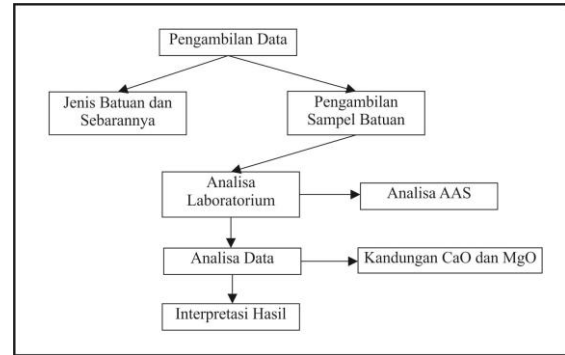 Pengambilan Data
Jenis Batuan dan
Sebarannya
Pengambilan
Sampel Batuan
Analisa
Laboratorium
Analisa AAS
Analisa Data
Kandungan CaO dan MgO
Interpretasi Hasil